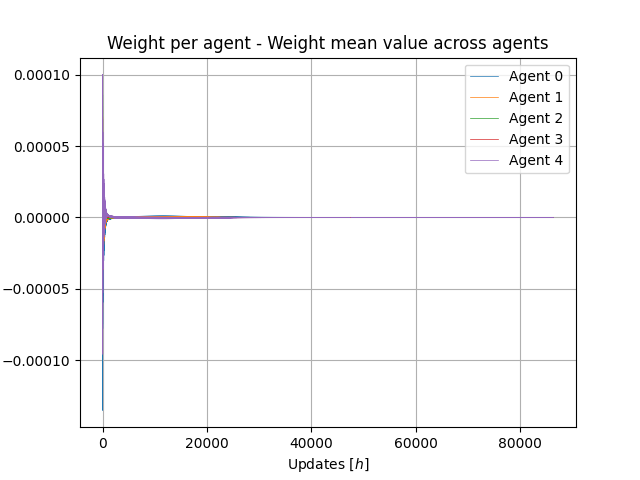 Weight per agent - Weight mean value across agents
0.00010
0.00005
0.00000
−0.00005
−0.00010
Agent 0
Agent 1
Agent 2
Agent 3
Agent 4
0 20000 40000 60000 80000
Updates [h]